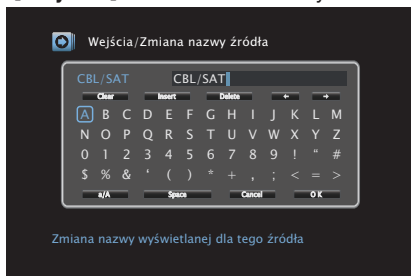 Wejścia/Zmiana nazwy źródła
CBL/SAT CBL/SAT
Clear Insert Delete ← →
A B C D E F G H I J K L M
N O P Q R S T U V W X Y Z
0 1 2 3 4 5 6 7 8 9 ! “ #
$ % & ‘ ( ) * + , ; < = >
a/A Space Cancel OK
Zmiana nazwy wyświetlanej dla tego źródła